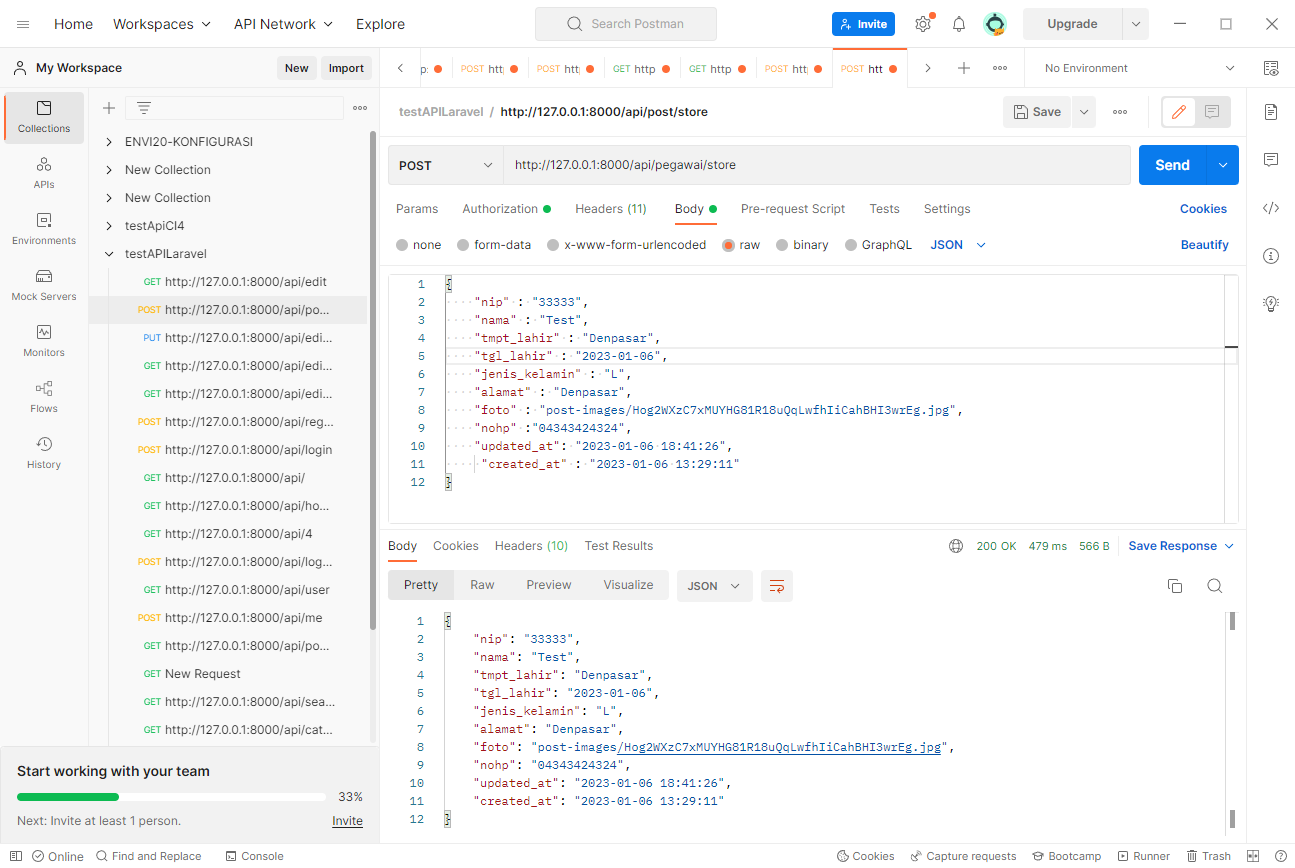 Home Workspaces API Network Explore Search Postman Invite Upgrade
My Workspace New Import
p: POST htt POST htt GET http GET http POST htt POST htt No Environment
Collections
APIs
Environments
Mock Servers
Monitors
Flows
History
ENVI20-KONFIGURASI
New Collection
New Collection
testApiCI4
testAPILaravel
GET http://127.0.0.1:8000/api/edit
POST http://127.0.0.1:8000/api/po...
PUT http://127.0.0.1:8000/api/edi...
GET http://127.0.0.1:8000/api/edi...
GET http://127.0.0.1:8000/api/edi...
POST http://127.0.0.1:8000/api/reg...
POST http://127.0.0.1:8000/api/login
GET http://127.0.0.1:8000/api/
GET http://127.0.0.1:8000/api/ho...
GET http://127.0.0.1:8000/api/4
POST http://127.0.0.1:8000/api/log...
GET http://127.0.0.1:8000/api/user
POST http://127.0.0.1:8000/api/me
GET http://127.0.0.1:8000/api/po...
GET New Request
GET http://127.0.0.1:8000/api/sea...
GET http://127.0.0.1:8000/api/cat...
Start working with your team
33%
Next: Invite at least 1 person. Invite
testAPILaravel / http://127.0.0.1:8000/api/post/store Save
POST http://127.0.0.1:8000/api/pegawai/store Send
Params Authorization Headers (11) Body Pre-request Script Tests Settings Cookies
none form-data x-www-form-urlencoded raw binary GraphQL JSON Beautify
1 {
2 "nip" : "33333",
3 "nama" : "Test",
4 "tmpt_lahir" : "Denpasar",
5 "tgl_lahir" : "2023-01-06",
6 "jenis_kelamin" : "L",
7 "alamat" : "Denpasar",
8 "foto" : "post-images/Hog2WXzC7xMUYHG81R18uQqLwfhIiCahBHI3wrEg.jpg",
9 "nohp" :"04343424324",
10 "updated_at": "2023-01-06 18:41:26",
11 "created_at" : "2023-01-06 13:29:11"
12 }
Body Cookies Headers (10) Test Results 200 OK 479 ms 566 B Save Response
Pretty Raw Preview Visualize JSON
1 {
2 "nip": "33333",
3 "nama": "Test",
4 "tmpt_lahir": "Denpasar",
5 "tgl_lahir": "2023-01-06",
6 "jenis_kelamin": "L",
7 "alamat": "Denpasar",
8 "foto": "post-images/Hog2WXzC7xMUYHG81R18uQqLwfhIiCahBHI3wrEg.jpg",
9 "nohp": "04343424324",
10 "updated_at": "2023-01-06 18:41:26",
11 "created_at": "2023-01-06 13:29:11"
12 }
Online Find and Replace Console Cookies Capture requests Bootcamp Runner Trash